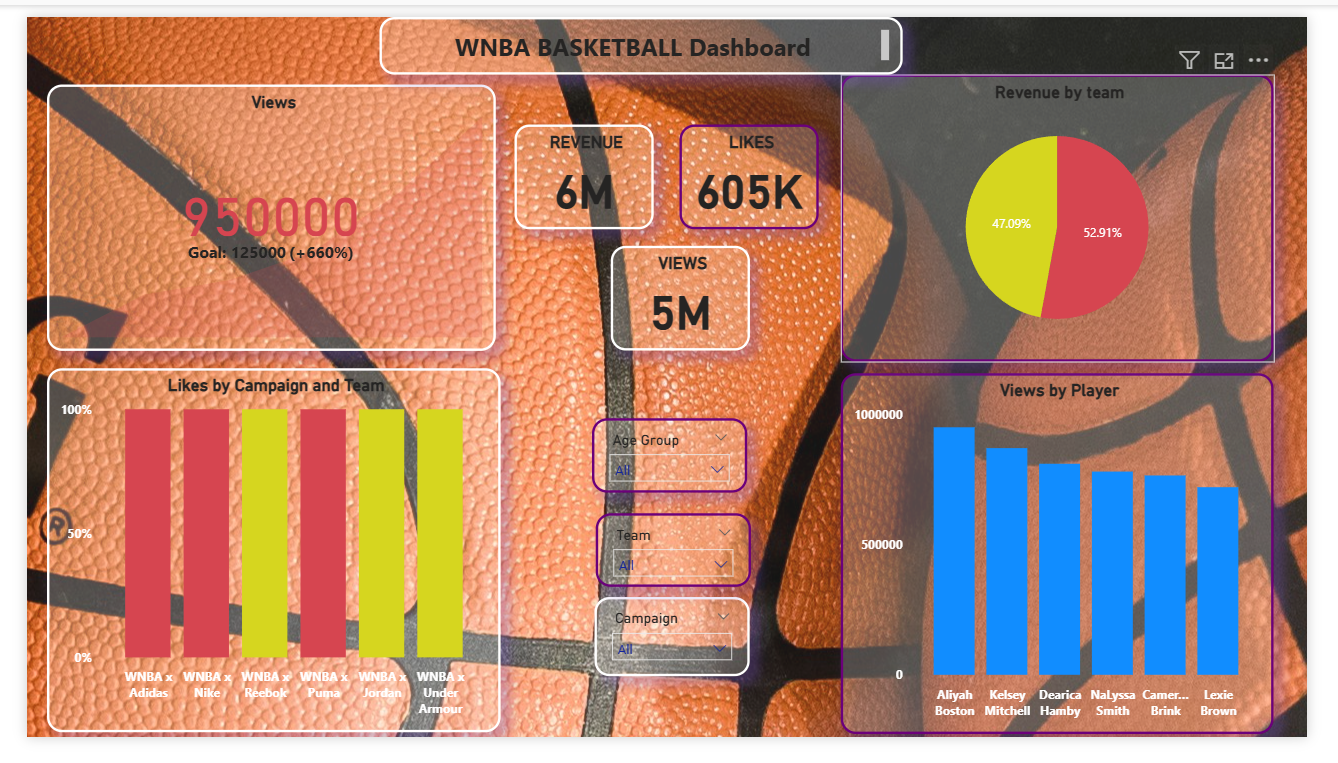 WNBA BASKETBALL Dashboard
Views
950000
Goal: 125000 (+660%)
REVENUE
6M
LIKES
605K
VIEWS
5M
Revenue by team
47.09%
52.91%
Likes by Campaign and Team
100%
50%
0%
WNBA x
Adidas
WNBA x
Nike
WNBA x
Reebok
WNBA x
Puma
WNBA x
Jordan
WNBA x
Under
Armour
®
Age Group
All
Team
All
Campaign
All
Views by Player
1000000
500000
0
Aliyah
Boston
Kelsey
Mitchell
Dearica
Hamby
NaLyssa
Smith
Camer...
Brink
Lexie
Brown